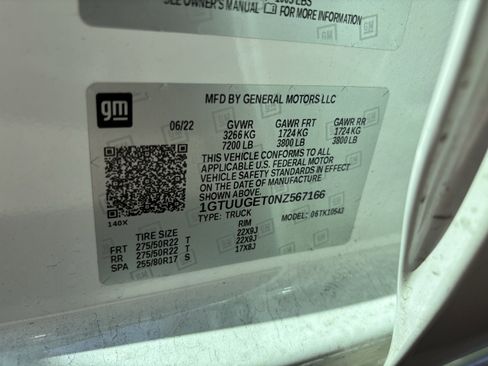 SEE OWNER'S MANUAL FOR MORE INFORMATION
gm
MFD BY GENERAL MOTORS LLC
06/22 GVWR GAWR FRT GAWR RR
3266 KG 1724 KG 1724 KG
7200 LB 3800 LB 3800 LB
THIS VEHICLE CONFORMS TO ALL
APPLICABLE U.S. FEDERAL MOTOR
VEHICLE SAFETY STANDARDS IN EFFECT
ON THE DATE OF MANUFACTURE SHOWN ABOVE.
1GTUUGET0NZ567166
TYPE: TRUCK MODEL: 06TK10543
140X
TIRE SIZE RIM
FRT 275/50R22 T 22X9J
RR 275/50R22 T 22X9J
SPA 255/80R17 S 17X8J